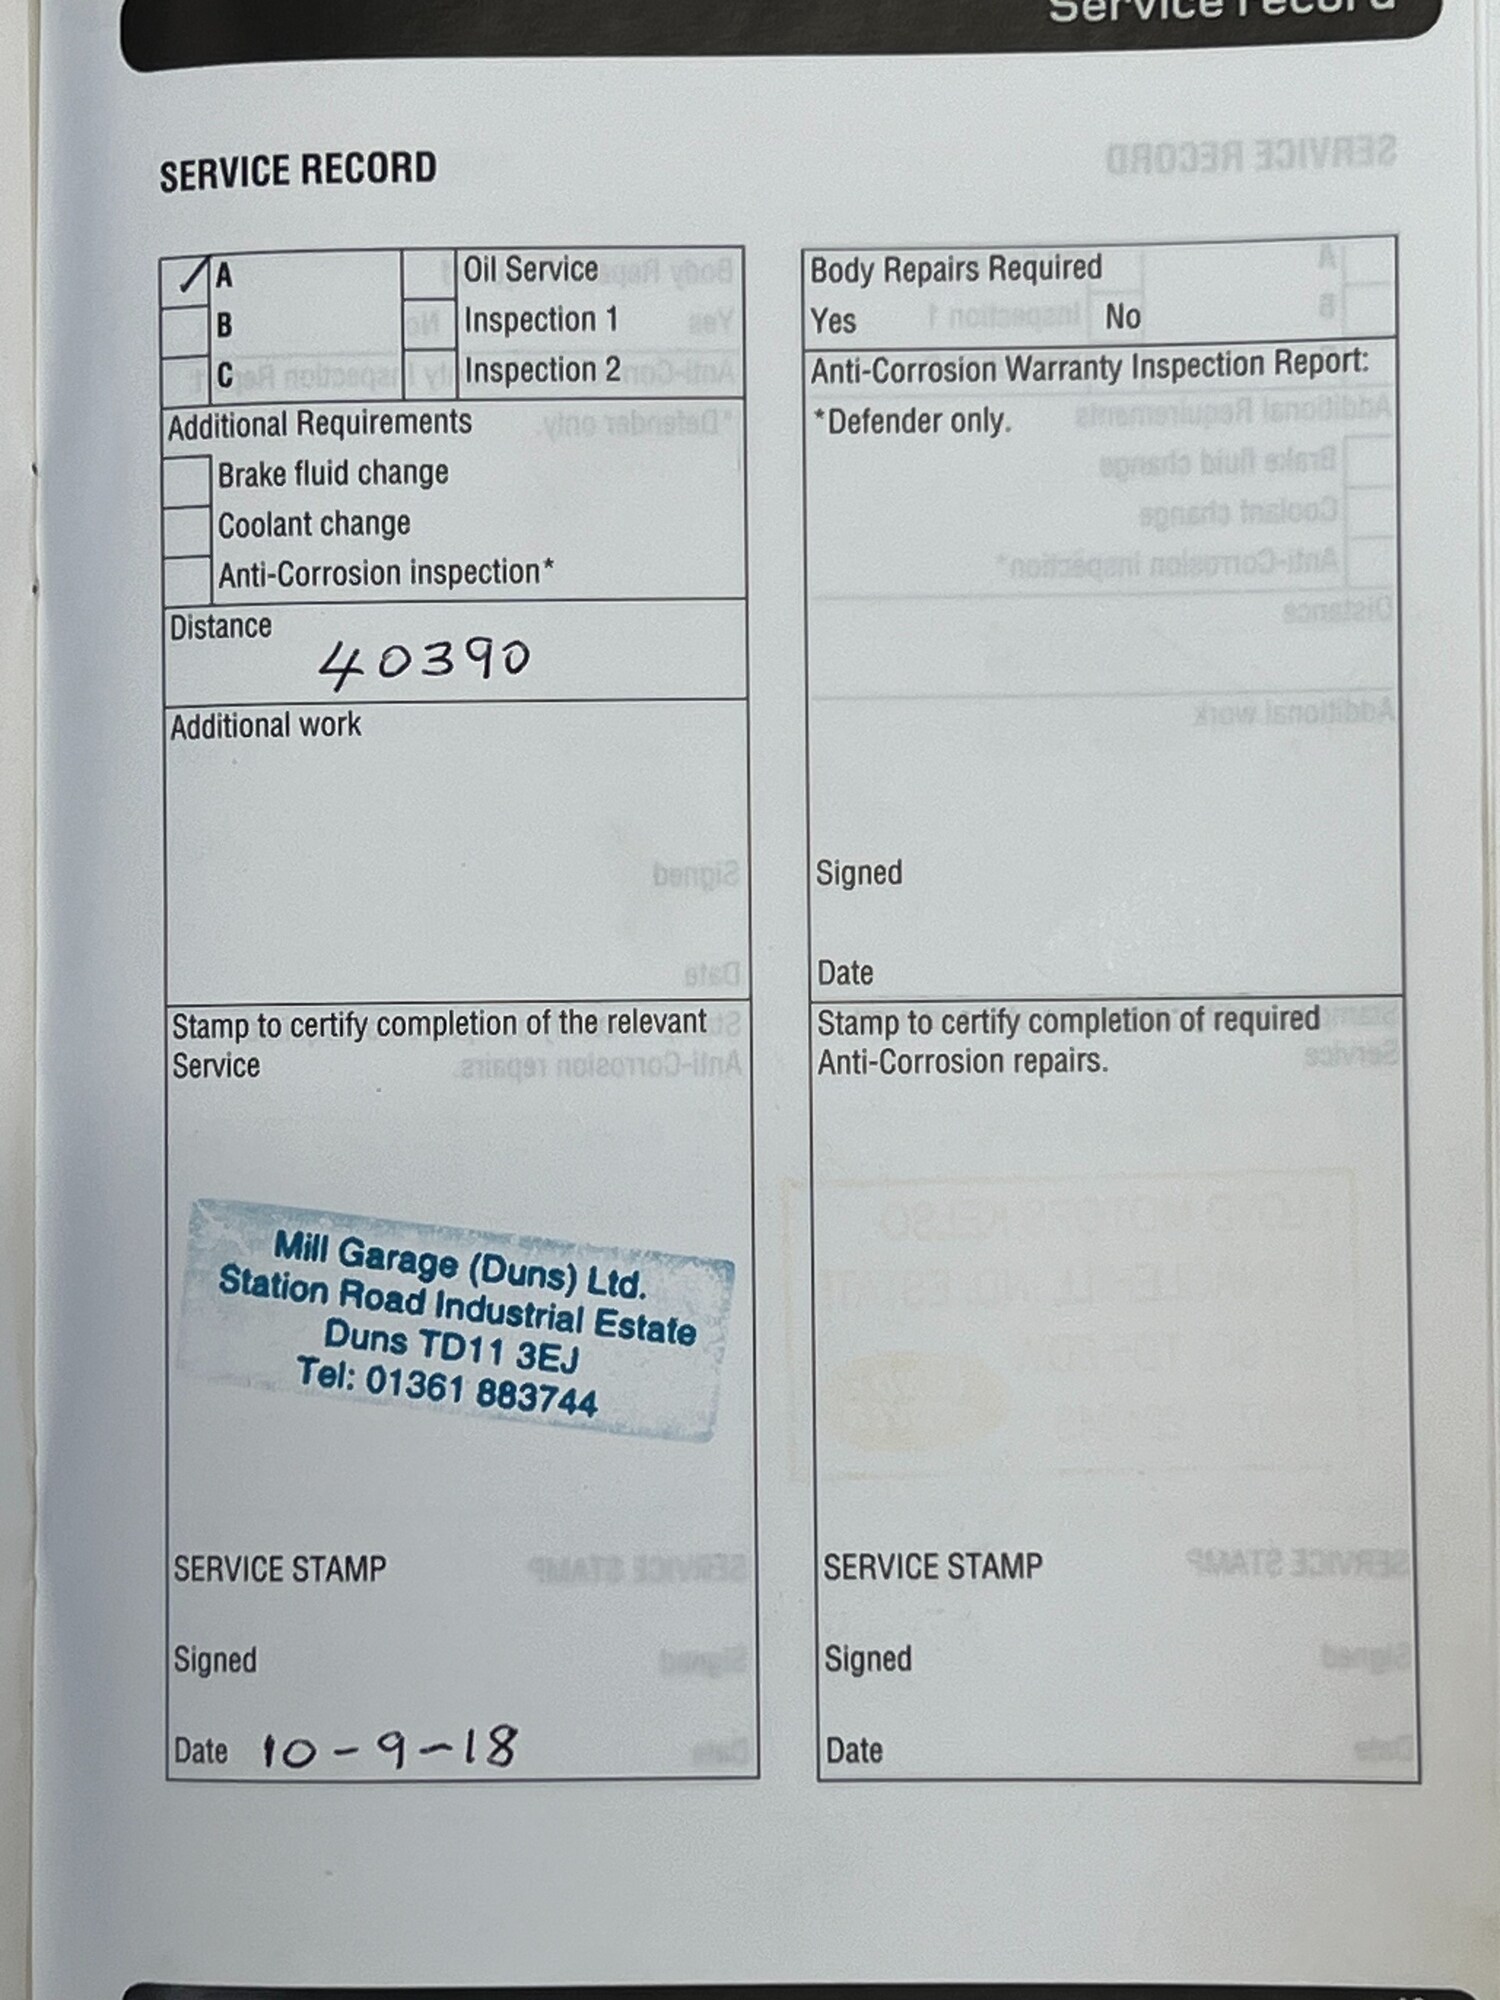 Service record
SERVICE RECORD
A
Oil Service
B
Inspection 1
C
Inspection 2
Additional Requirements
Brake fluid change
Coolant change
Anti-Corrosion inspection*
Distance
40390
Additional work
Stamp to certify completion of the relevant
Service
Mill Garage (Duns) Ltd.
Station Road Industrial Estate
Duns TD11 3EJ
Tel: 01361 883744
SERVICE STAMP
Signed
Date 10-9-18
Body Repairs Required
Yes No
Anti-Corrosion Warranty Inspection Report:
*Defender only.
Signed
Date
Stamp to certify completion of required
Anti-Corrosion repairs.
SERVICE STAMP
Signed
Date